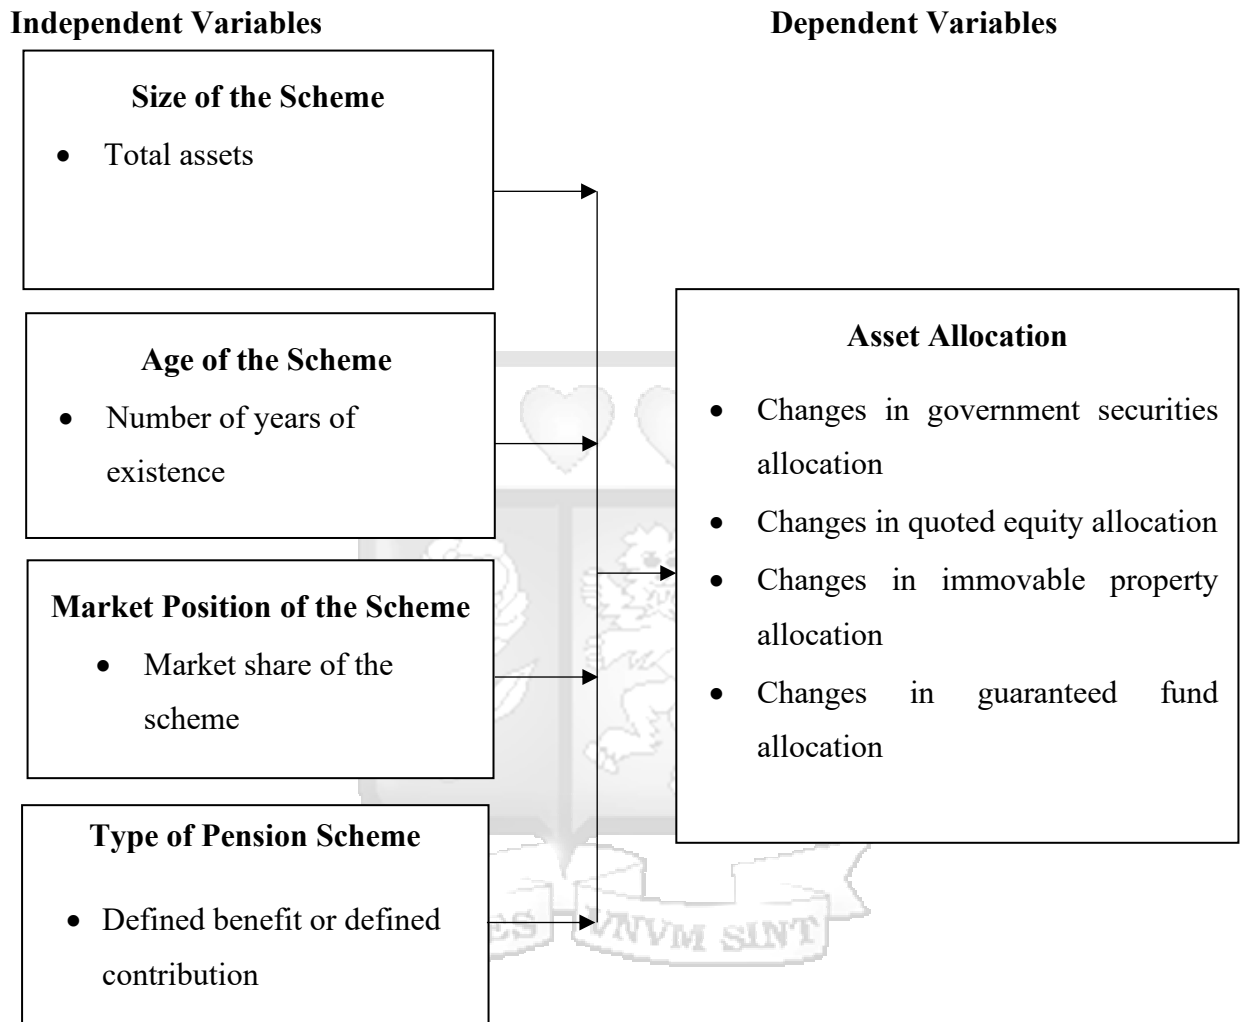 Independent Variables
Dependent Variables
Size of the Scheme
• Total assets
Age of the Scheme
• Number of years of
existence
Market Position of the Scheme
• Market share of the
scheme
Type of Pension Scheme
• Defined benefit or defined
contribution
Asset Allocation
• Changes in government securities
allocation
• Changes in quoted equity allocation
• Changes in immovable property
allocation
• Changes in guaranteed fund
allocation
ES VNVM SINT